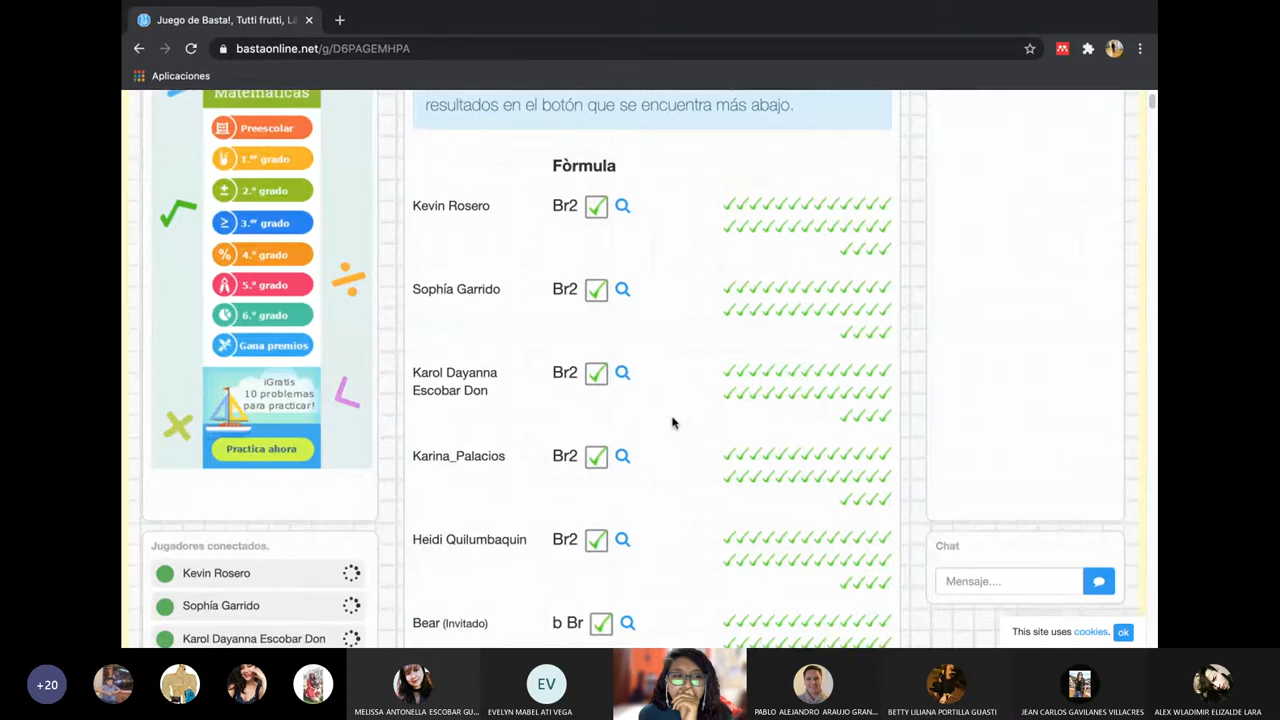 Juego de Basta!, Tutti frutti, Lá
bastaonline.net/g/D6PAGEMHPA
Aplicaciones
Matemáticas
Preescolar
1.er grado
2.º grado
3.er grado
4.º grado
5.º grado
6.º grado
Gana premios
¡Gratis
10 problemas
para practicar!
Practica ahora
resultados en el botón que se encuentra más abajo.
Fòrmula
Kevin Rosero Br2
Sophía Garrido Br2
Karol Dayanna
Escobar Don Br2
Karina_Palacios Br2
Heidi Quilumbaquin Br2
Bear (Invitado) b Br
Jugadores conectados.
Kevin Rosero
Sophía Garrido
Karol Dayanna Escobar Don
Chat
Mensaje....
This site uses cookies. ok
+20
MELISSA ANTONELLA ESCOBAR GU...
EV
EVELYN MABEL ATI VEGA
PABLO ALEJANDRO ARAUJO GRAN...
BETTY LILIANA PORTILLA GUASTI
JEAN CARLOS GAVILANES VILLACRES
ALEX WLADIMIR ELIZALDE LARA